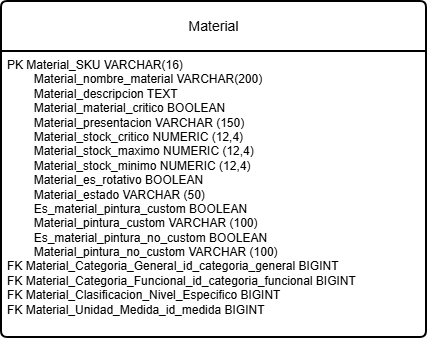 Material
PK Material_SKU VARCHAR(16)
Material_nombre_material VARCHAR(200)
Material_descripcion TEXT
Material_material_critico BOOLEAN
Material_presentacion VARCHAR (150)
Material_stock_critico NUMERIC (12,4)
Material_stock_maximo NUMERIC (12,4)
Material_stock_minimo NUMERIC (12,4)
Material_es_rotativo BOOLEAN
Material_estado VARCHAR (50)
Es_material_pintura_custom BOOLEAN
Material_pintura_custom VARCHAR (100)
Es_material_pintura_no_custom BOOLEAN
Material_pintura_no_custom VARCHAR (100)
FK Material_Categoria_General_id_categoria_general BIGINT
FK Material_Categoria_Funcional_id_categoria_funcional BIGINT
FK Material_Clasificacion_Nivel_Especifico BIGINT
FK Material_Unidad_Medida_id_medida BIGINT